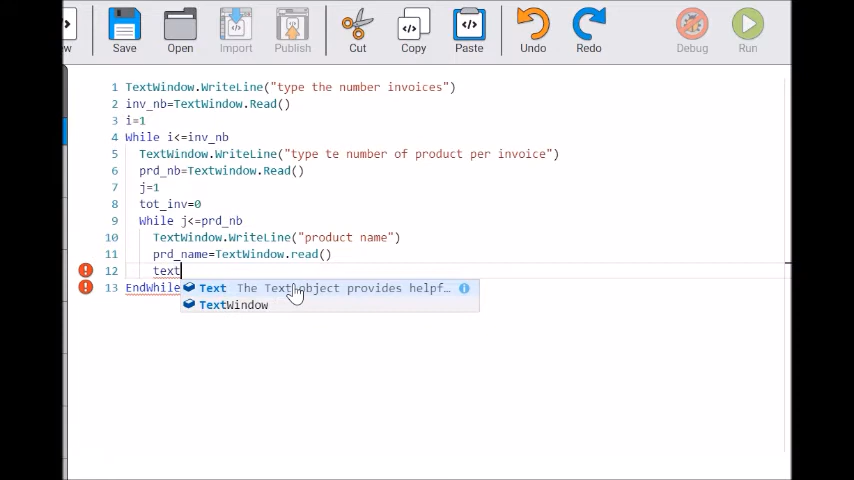 ew Save Open Import Publish Cut Copy Paste Undo Redo Debug Run
1 TextWindow.WriteLine("type the number invoices")
2 inv_nb=TextWindow.Read()
3 i=1
4 While i<=inv_nb
5 TextWindow.WriteLine("type te number of product per invoice")
6 prd_nb=Textwindow.Read()
7 j=1
8 tot_inv=0
9 While j<=prd_nb
10 TextWindow.WriteLine("product name")
11 prd_name=TextWindow.read()
12 text
13 EndWhile
Text The Text object provides helpf...
TextWindow